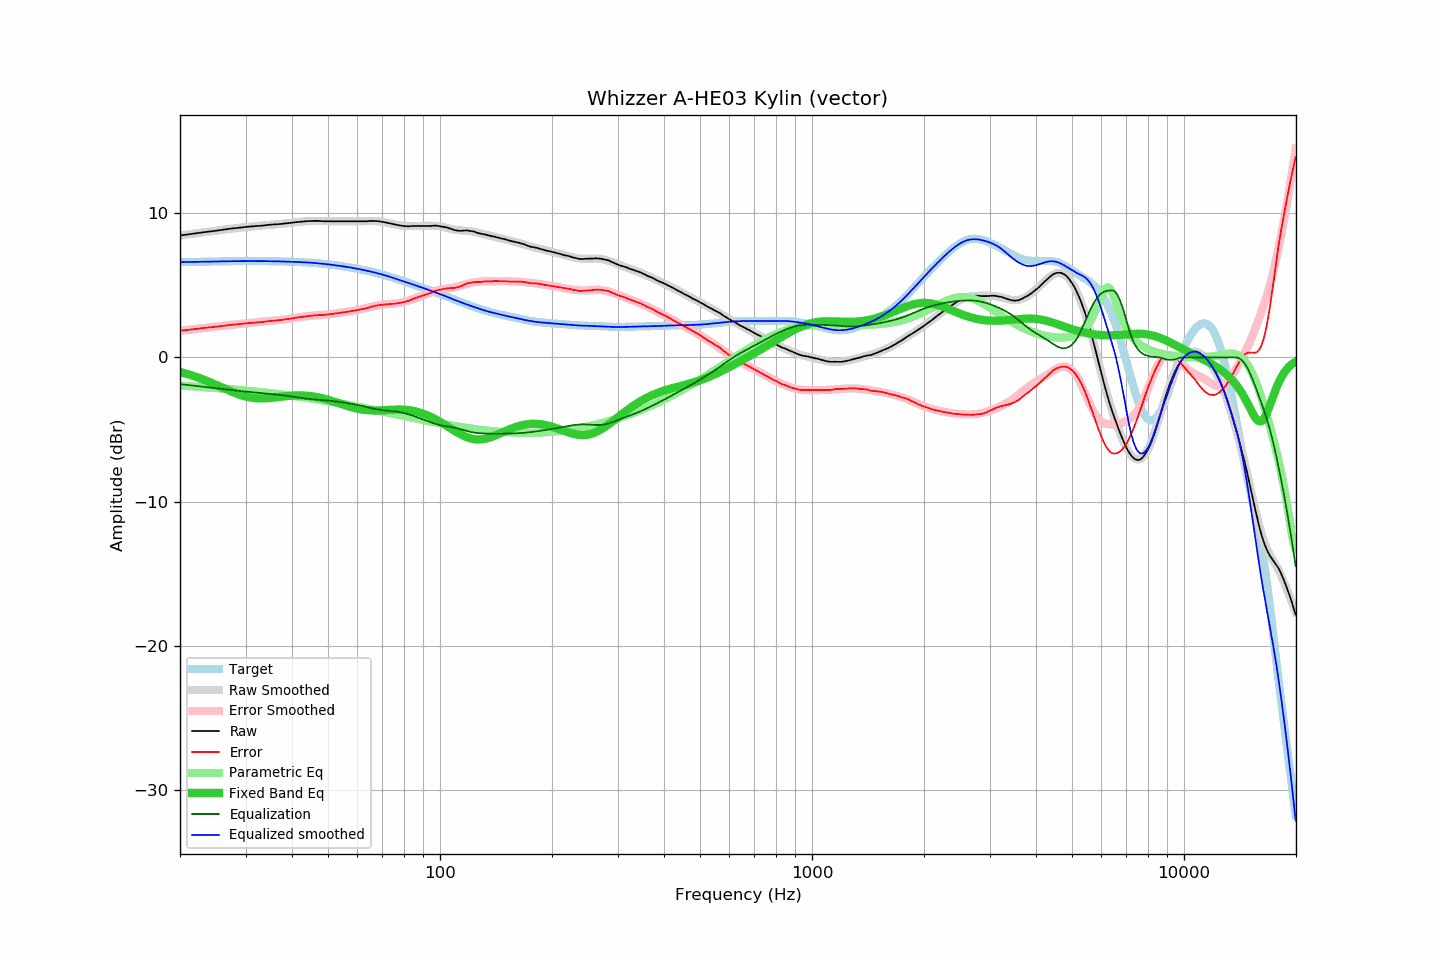 Whizzer A-HE03 Kylin (vector)
10
0
−10
−20
−30
Amplitude (dBr)
Target
Raw Smoothed
Error Smoothed
Raw
Error
Parametric Eq
Fixed Band Eq
Equalization
Equalized smoothed
100
1000
10000
Frequency (Hz)